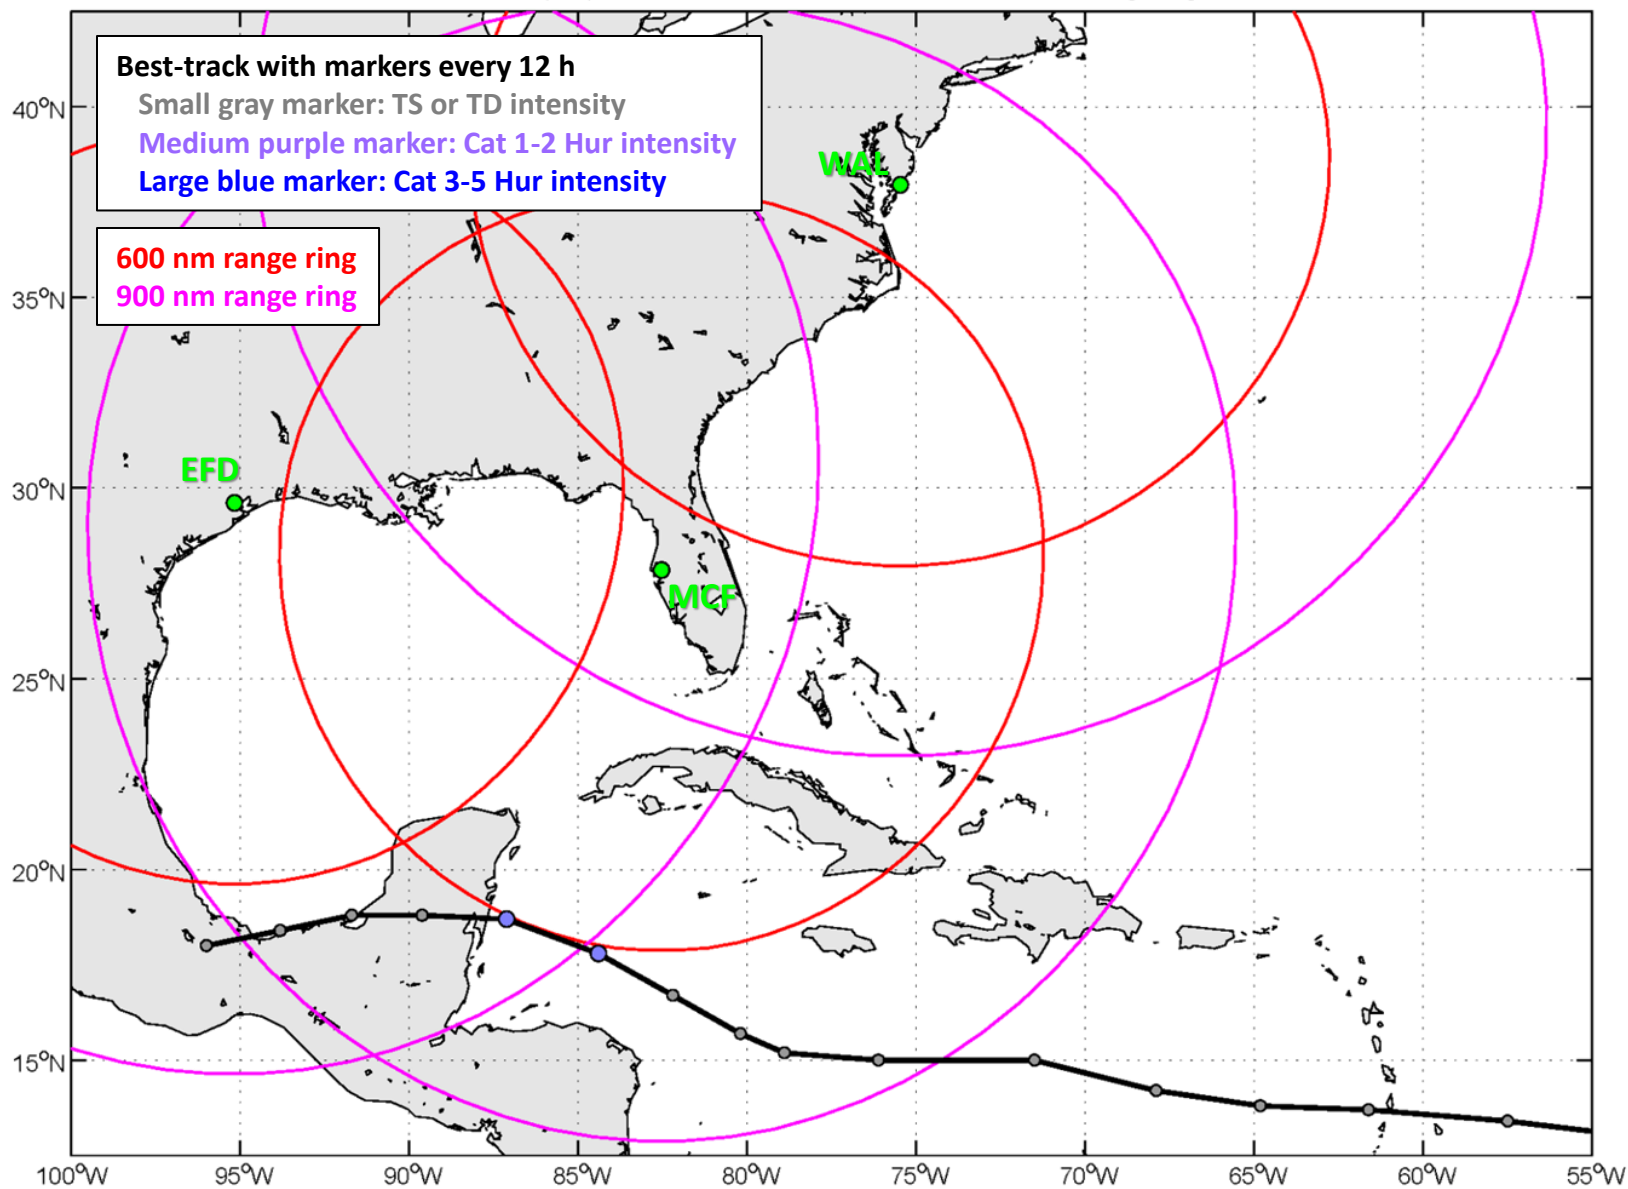 Best-track with markers every 12 h
Small gray marker: TS or TD intensity
Medium purple marker: Cat 1-2 Hur intensity
Large blue marker: Cat 3-5 Hur intensity
600 nm range ring
900 nm range ring
WAL
EFD
MCF
40°N
35°N
30°N
25°N
20°N
15°N
100°W 95°W 90°W 85°W 80°W 75°W 70°W 65°W 60°W 55°W